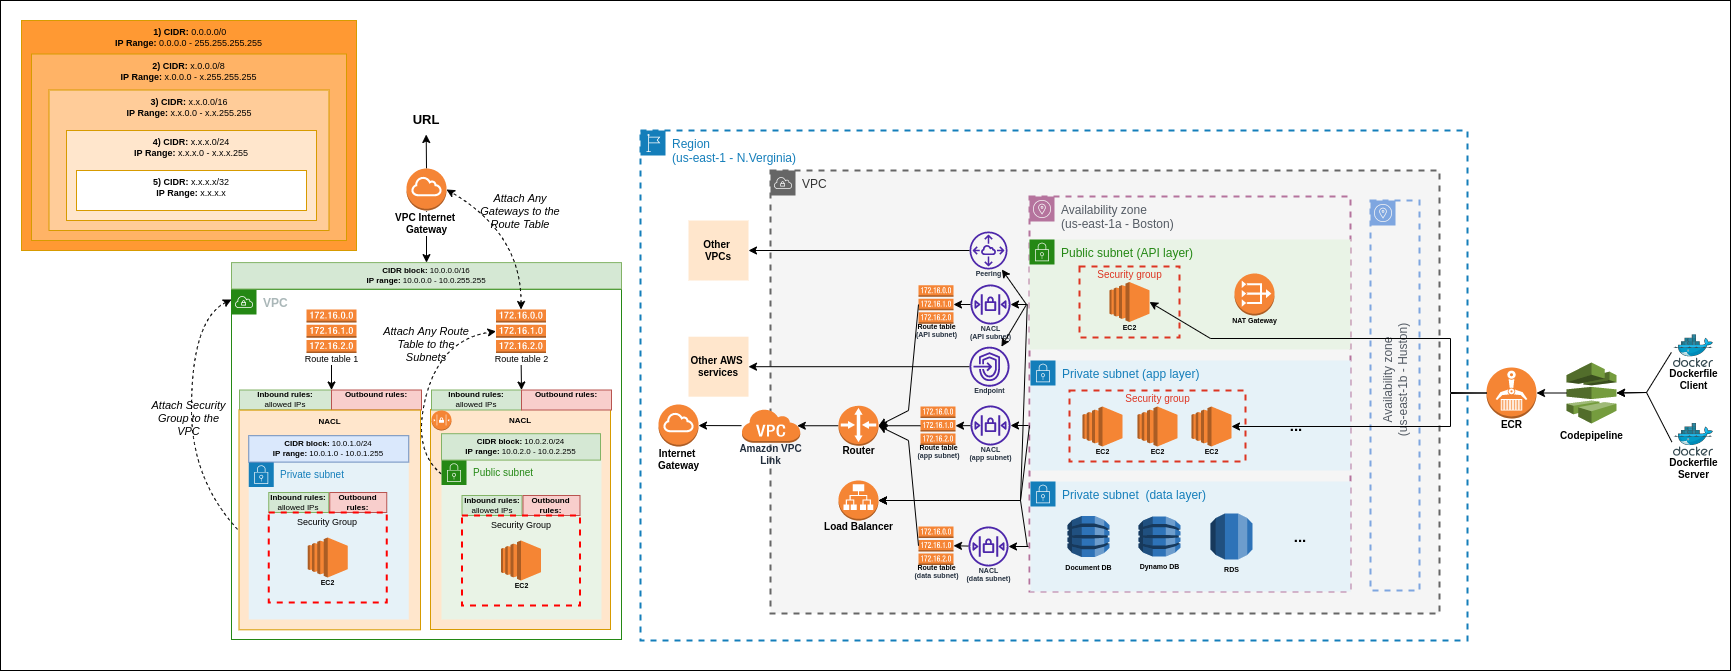 1) CIDR: 0.0.0.0/0
IP Range: 0.0.0.0 - 255.255.255.255
2) CIDR: x.0.0.0/8
IP Range: x.0.0.0 - x.255.255.255
3) CIDR: x.x.0.0/16
IP Range: x.x.0.0 - x.x.255.255
4) CIDR: x.x.x.0/24
IP Range: x.x.x.0 - x.x.x.255
5) CIDR: x.x.x.x/32
IP Range: x.x.x.x
URL
VPC Internet
Gateway
Attach Any
Gateways to the
Route Table
CIDR block: 10.0.0.0/16
IP range: 10.0.0.0 - 10.0.255.255
VPC
172.16.0.0
172.16.1.0
172.16.2.0
Route table 1
Attach Any Route
Table to the
Subnets
172.16.0.0
172.16.1.0
172.16.2.0
Route table 2
Attach Security
Group to the
VPC
Inbound rules:
allowed IPs
Outbound rules:
NACL
CIDR block: 10.0.1.0/24
IP range: 10.0.1.0 - 10.0.1.255
Private subnet
Inbound rules:
allowed IPs
Outbound
rules:
Security Group
EC2
Inbound rules:
allowed IPs
Outbound rules:
NACL
CIDR block: 10.0.2.0/24
IP range: 10.0.2.0 - 10.0.2.255
Public subnet
Inbound rules:
allowed IPs
Outbound
rules:
Security Group
EC2
Region
(us-east-1 - N.Verginia)
VPC
Other
VPCs
Other AWS
services
Internet
Gateway
VPC
Amazon VPC
Link
Router
Load Balancer
Peering
172.16.0.0
172.16.1.0
172.16.2.0
Route table
(API subnet)
NACL
(API subnet)
Endpoint
172.16.0.0
172.16.1.0
172.16.2.0
Route table
(app subnet)
NACL
(app subnet)
172.16.0.0
172.16.1.0
172.16.2.0
Route table
(data subnet)
NACL
(data subnet)
Availability zone
(us-east-1a - Boston)
Public subnet (API layer)
Security group
EC2
NAT Gateway
Private subnet (app layer)
Security group
EC2
EC2
EC2
...
Private subnet (data layer)
Document DB
Dynamo DB
RDS
...
Availability zone
(us-east-1b - Huston)
ECR
Codepipeline
docker
Dockerfile
Client
docker
Dockerfile
Server